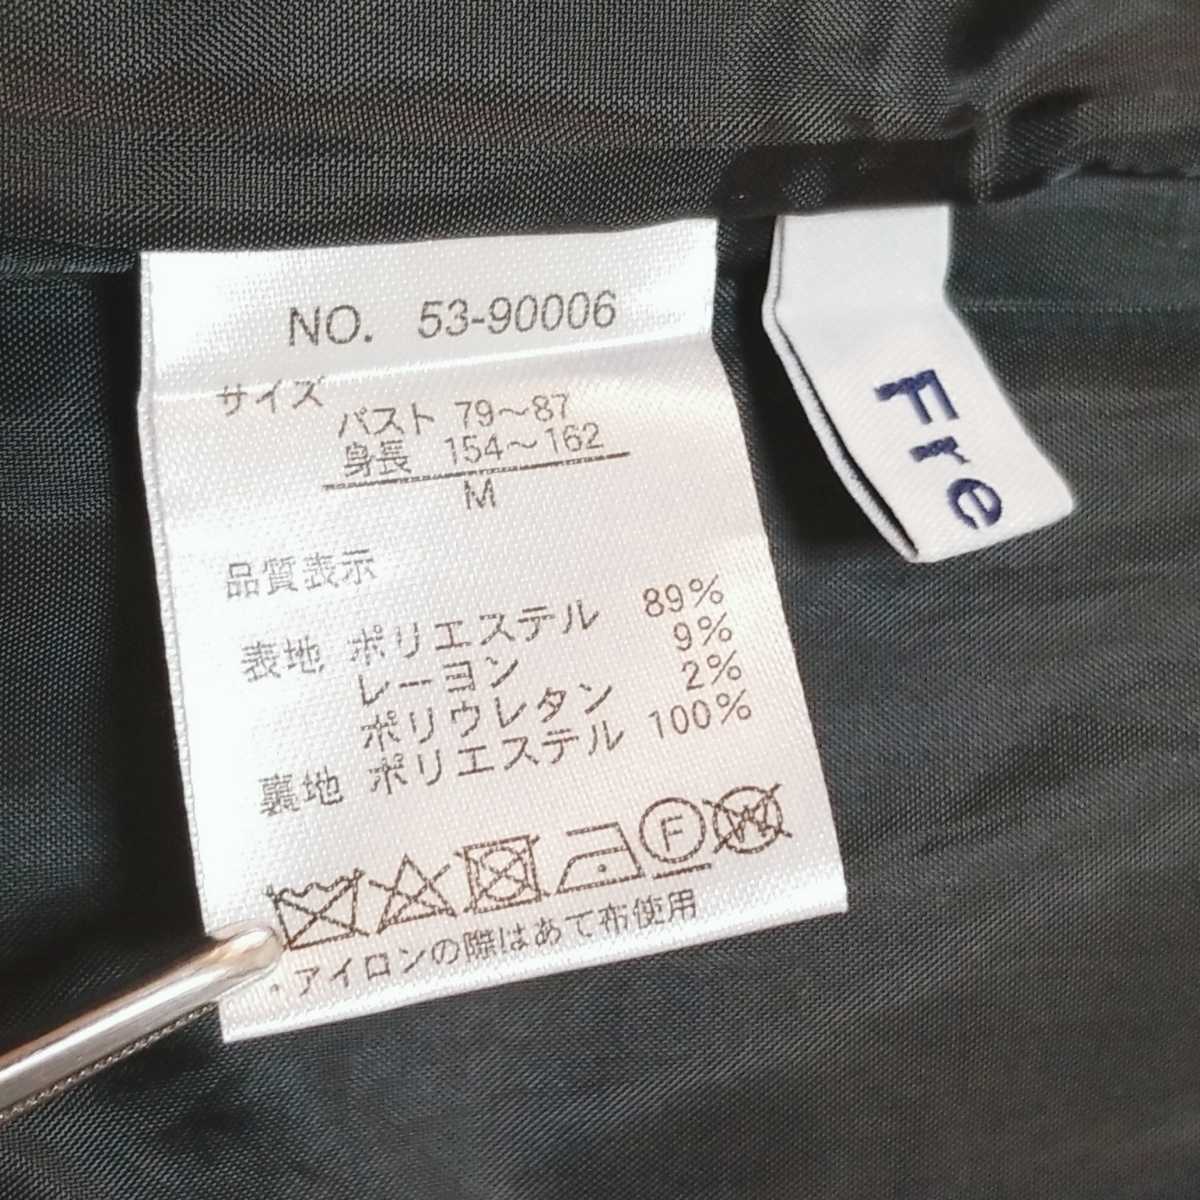 NO. 53-90006
サイズ
バスト 79～87
身長 154～162
M
品質表示
表地 ポリエステル 89%
レーヨン 9%
ポリウレタン 2%
裏地 ポリエステル 100%
F W
・アイロンの際はあて布使用
Fre